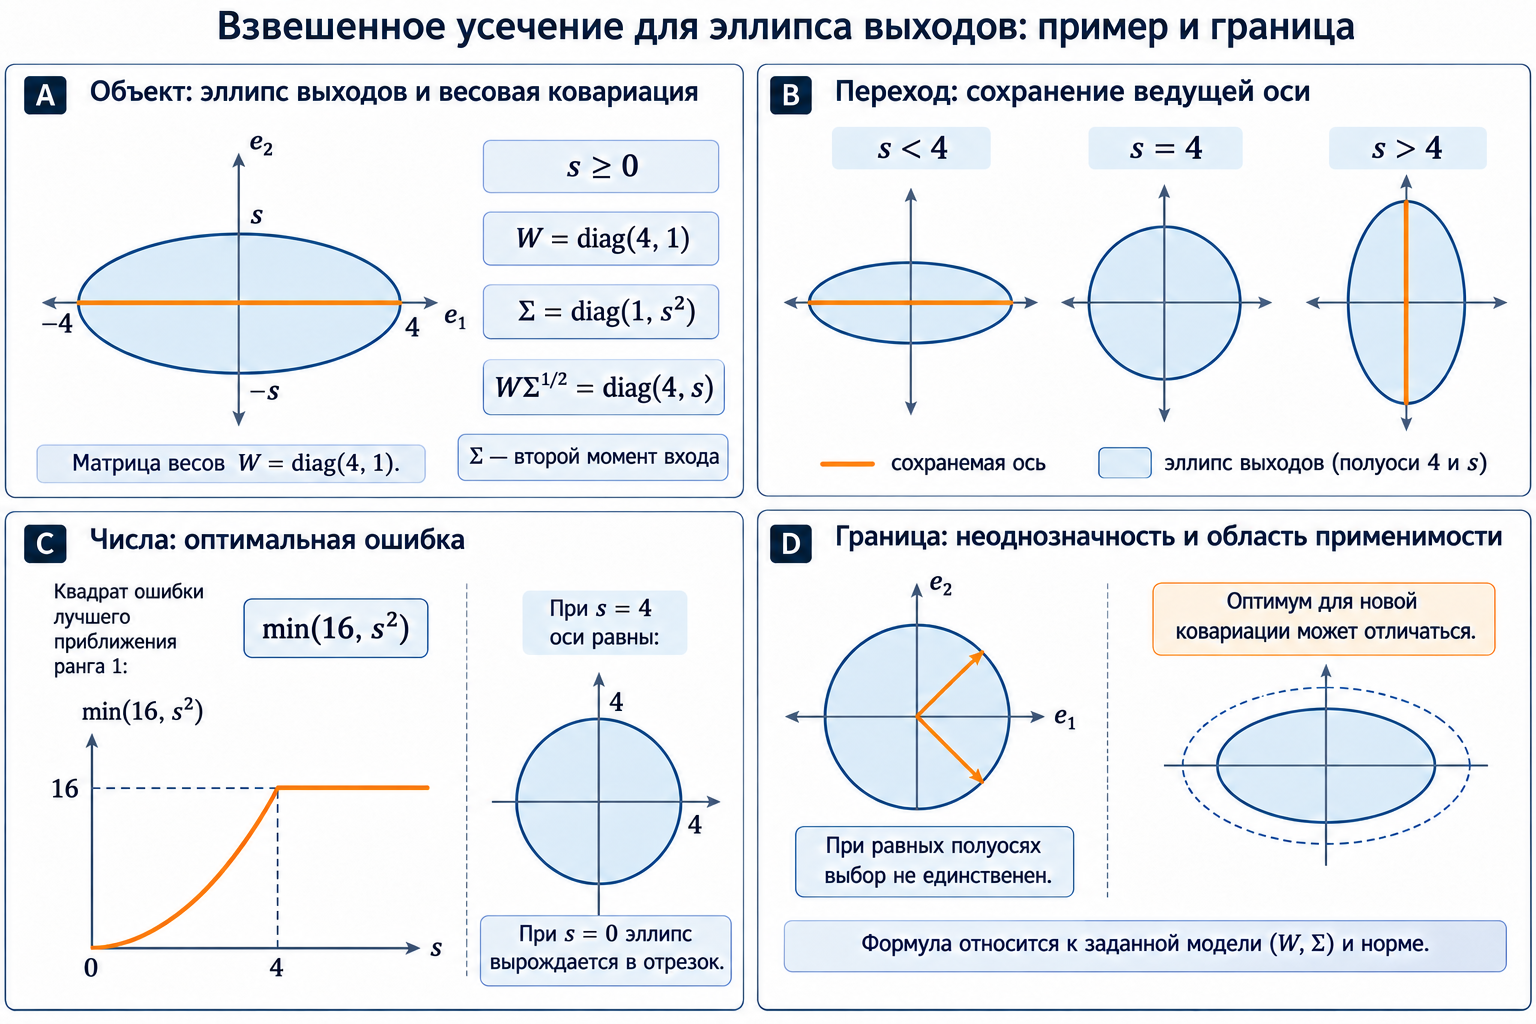 Взвешенное усечение для эллипса выходов: пример и граница
A
Объект: эллипс выходов и весовая ковариация
e₂
s
−4
4
e₁
−s
s ≥ 0
W = diag(4, 1)
Σ = diag(1, s²)
WΣ^{1/2} = diag(4, s)
Матрица весов W = diag(4, 1).
Σ — второй момент входа
B
Переход: сохранение ведущей оси
s < 4
s = 4
s > 4
сохранемая ось
эллипс выходов (полуоси 4 и s)
C
Числа: оптимальная ошибка
Квадрат ошибки
лучшего
приближения
ранга 1:
min(16, s²)
min(16, s²)
16
0
4
s
При s = 4
оси равны:
4
4
При s = 0 эллипс
вырождается в отрезок.
D
Граница: неоднозначность и область применимости
e₂
e₁
При равных полуосях
выбор не единственен.
Оптимум для новой
ковариации может отличаться.
Формула относится к заданной модели (W, Σ) и норме.